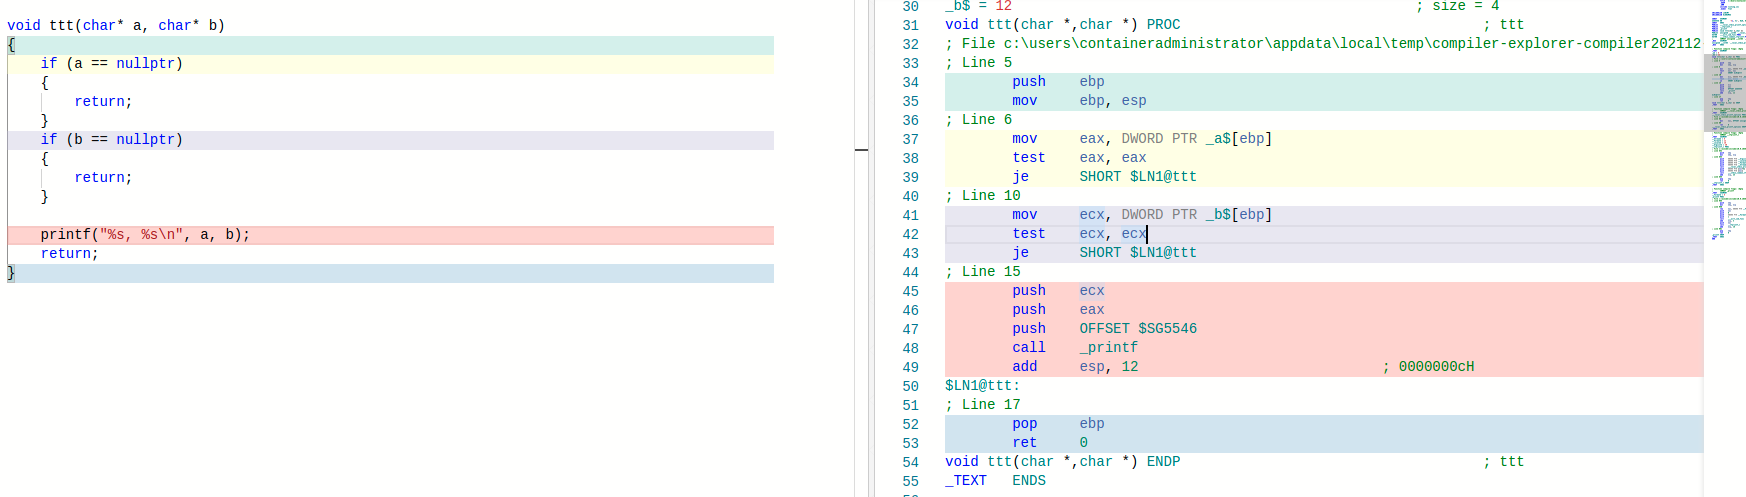 void ttt(char* a, char* b)
{
    if (a == nullptr)
    {
        return;
    }
    if (b == nullptr)
    {
        return;
    }

    printf("%s, %s\n", a, b);
    return;
}
30 _b$ = 12 ; size = 4
31 void ttt(char *,char *) PROC ; ttt
32 ; File c:\users\containeradministrator\appdata\local\temp\compiler-explorer-compiler202112
33 ; Line 5
34 push ebp
35 mov ebp, esp
36 ; Line 6
37 mov eax, DWORD PTR _a$[ebp]
38 test eax, eax
39 je SHORT $LN1@ttt
40 ; Line 10
41 mov ecx, DWORD PTR _b$[ebp]
42 test ecx, ecx
43 je SHORT $LN1@ttt
44 ; Line 15
45 push ecx
46 push eax
47 push OFFSET $SG5546
48 call _printf
49 add esp, 12 ; 0000000cH
50 $LN1@ttt:
51 ; Line 17
52 pop ebp
53 ret 0
54 void ttt(char *,char *) ENDP ; ttt
55 _TEXT ENDS